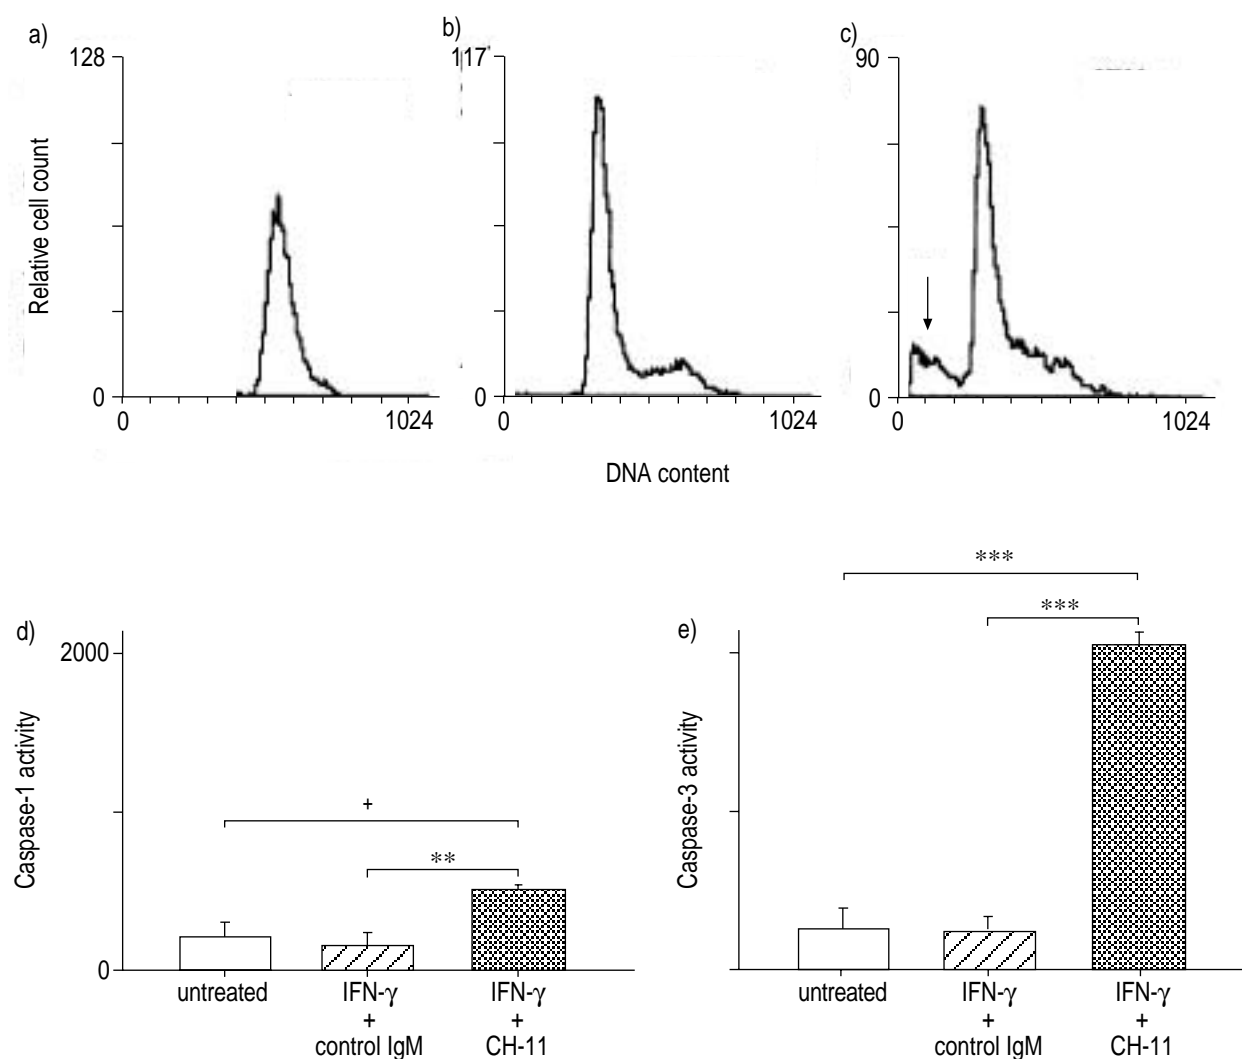 a)
128
Relative cell count
0
0
1024
b)
117
0
0
1024
c)
90
0
0
1024
DNA content
d)
2000
Caspase-1 activity
0
+
**
untreated
IFN-γ
+
control IgM
IFN-γ
+
CH-11
e)
Caspase-3 activity
***
***
untreated
IFN-γ
+
control IgM
IFN-γ
+
CH-11